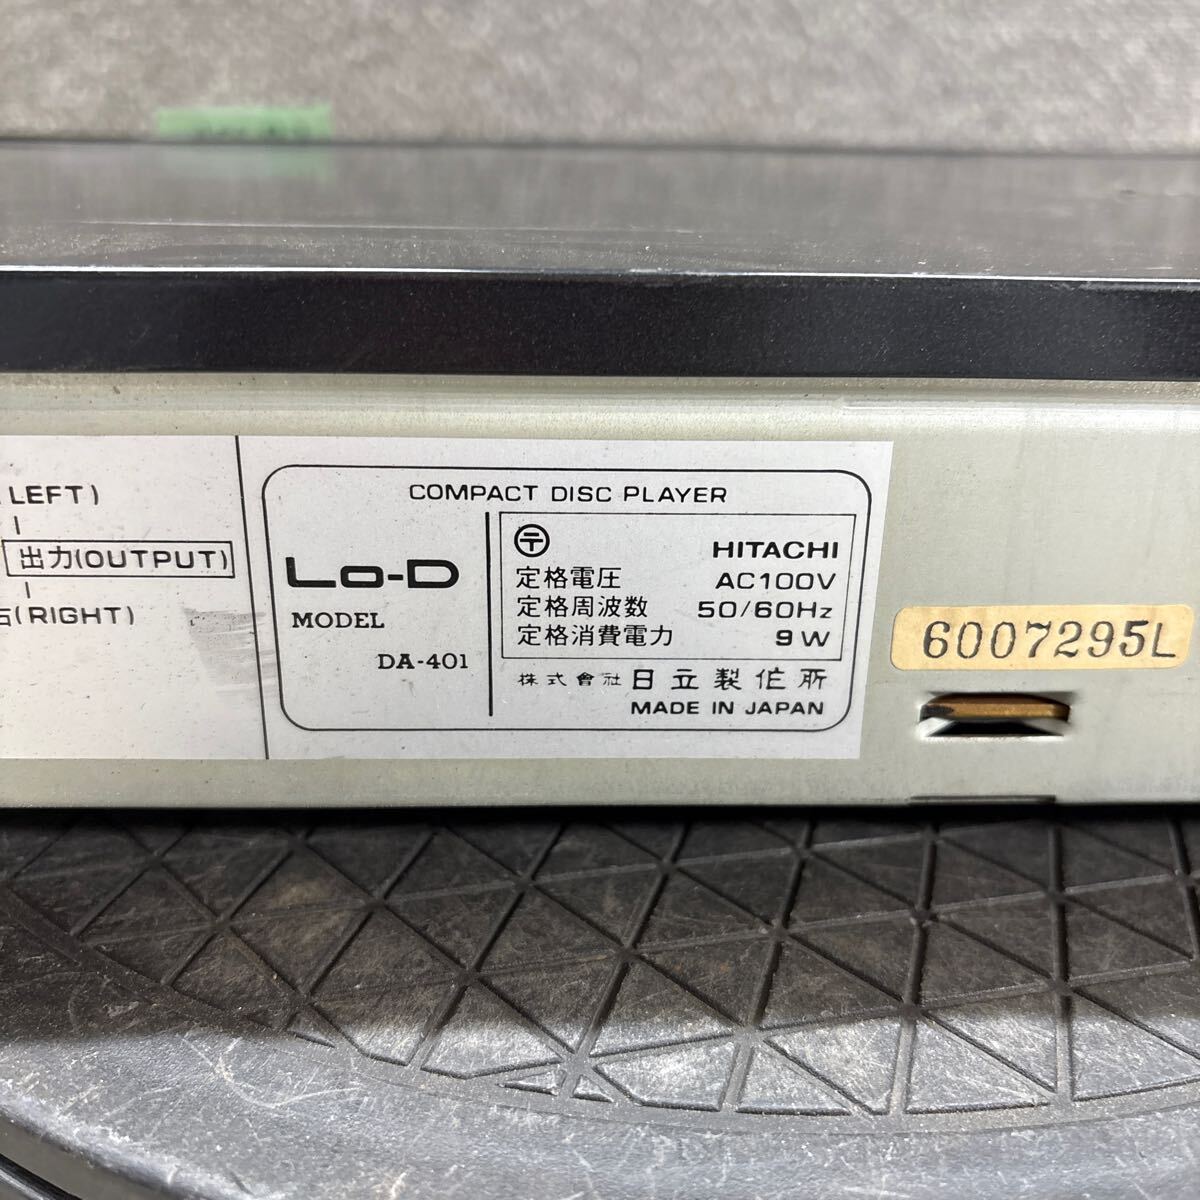 LEFT)
出力(OUTPUT)
右(RIGHT)
COMPACT DISC PLAYER
Lo-D
MODEL
DA-401
〒 HITACHI
定格電圧 AC100V
定格周波数 50/60Hz
定格消費電力 9W
株式會社 日立製作所
MADE IN JAPAN
6007295L